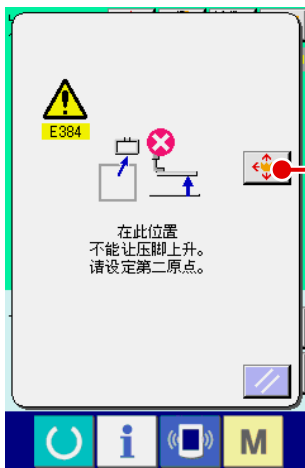 E384
在此位置
不能让压脚上升。
请设定第二原点。
i
M